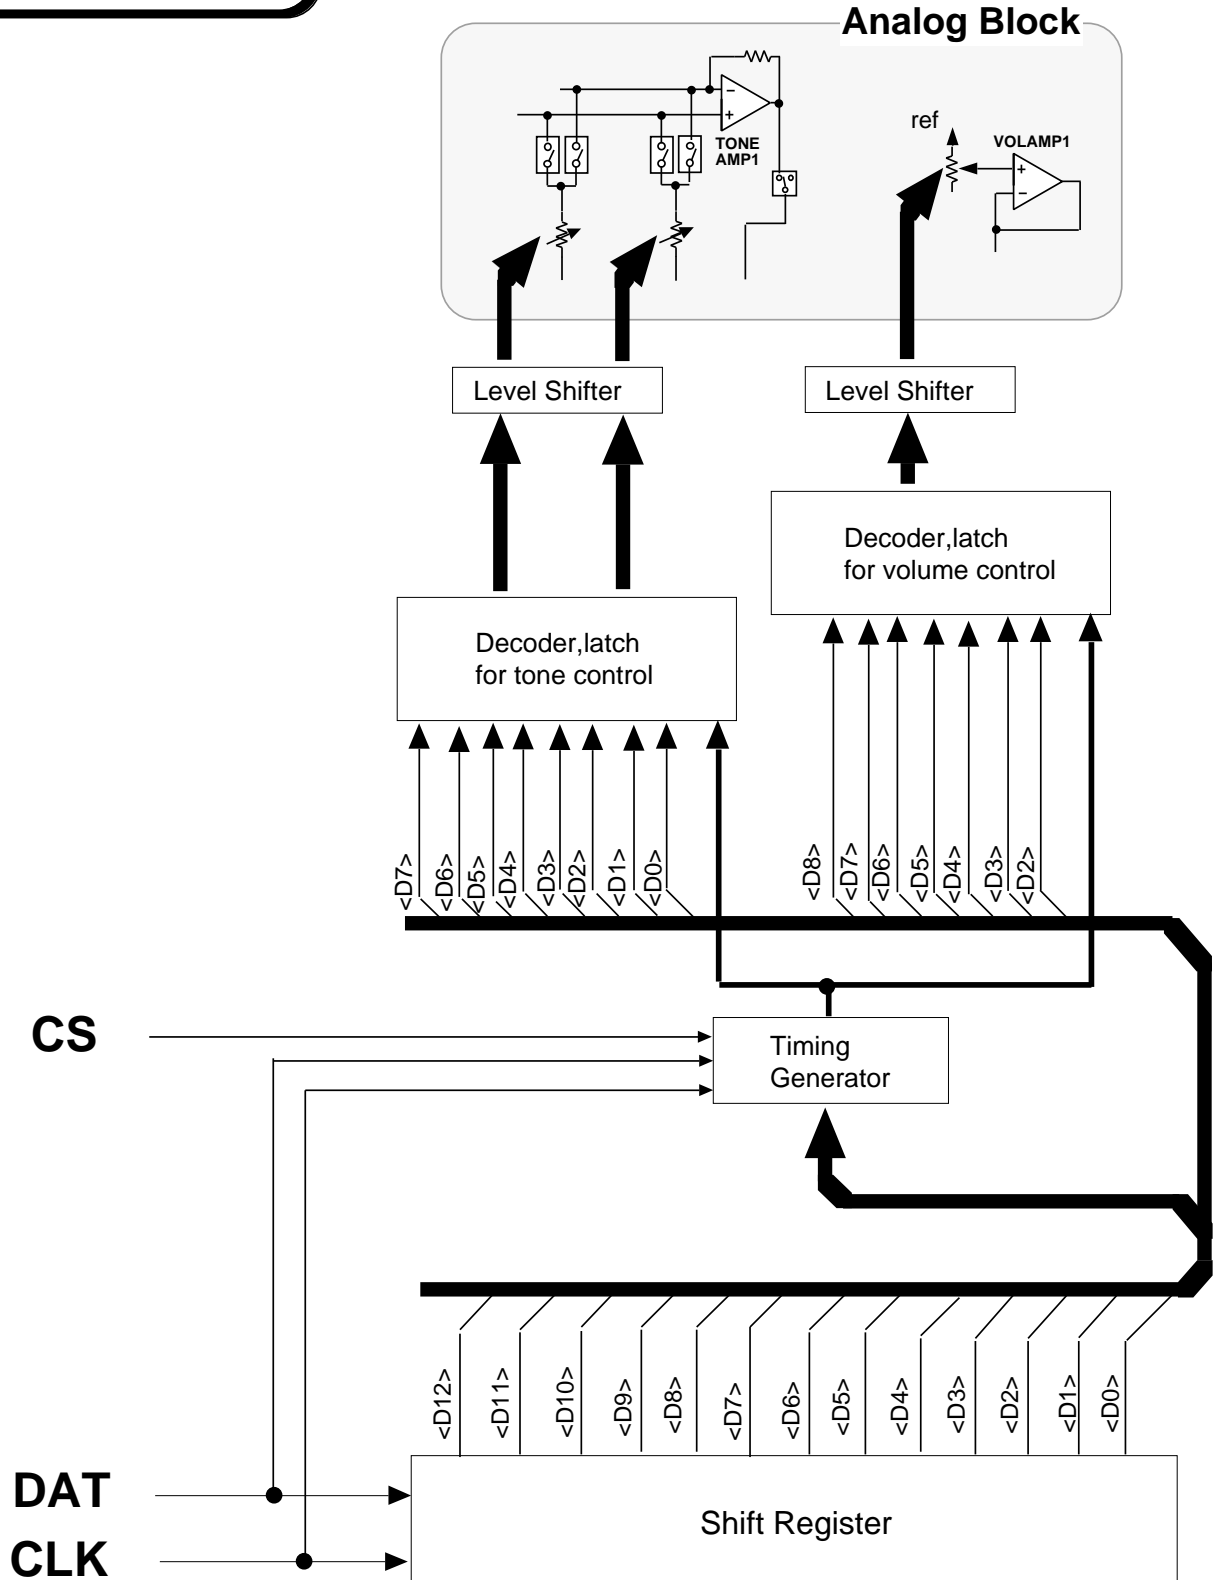 Analog Block
TONE
AMP1
ref
VOLAMP1
Level Shifter
Level Shifter
Decoder,latch
for volume control
Decoder,latch
for tone control
<D7>
<D6>
<D5>
<D4>
<D3>
<D2>
<D1>
<D0>
<D8>
<D7>
<D6>
<D5>
<D4>
<D3>
<D2>
CS
Timing
Generator
<D12>
<D11>
<D10>
<D9>
<D8>
<D7>
<D6>
<D5>
<D4>
<D3>
<D2>
<D1>
<D0>
DAT
Shift Register
CLK